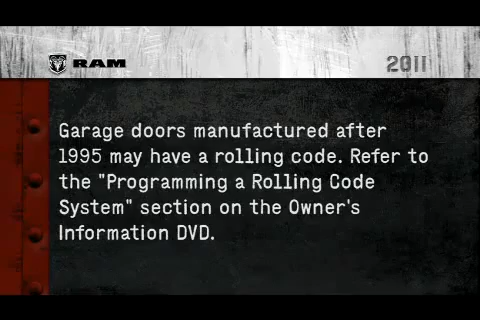 RAM
2011
Garage doors manufactured after
1995 may have a rolling code. Refer to
the "Programming a Rolling Code
System" section on the Owner's
Information DVD.